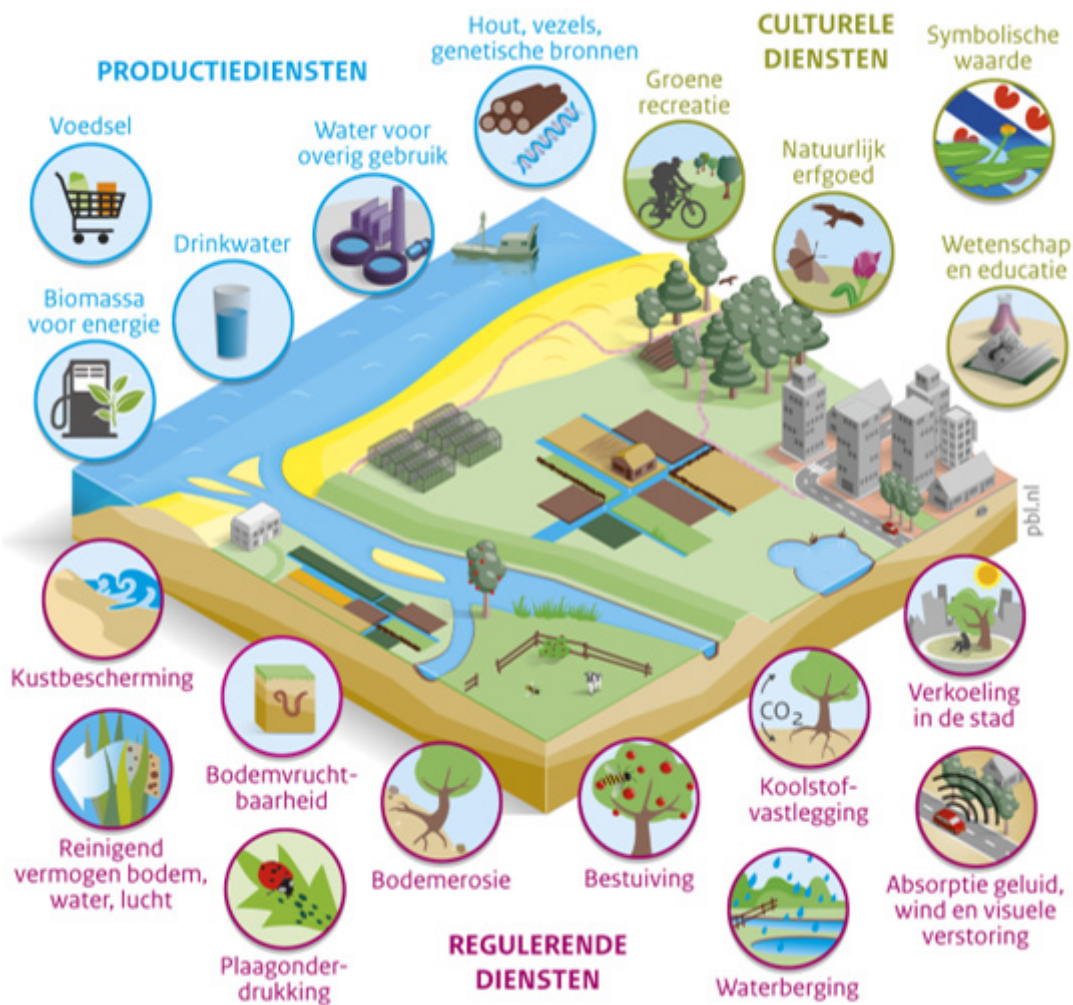 PRODUCTIEDIENSTEN
Voedsel
Biomassa
voor energie
Drinkwater
Water voor
overig gebruik
Hout, vezels,
genetische bronnen
CULTURELE
DIENSTEN
Groene
recreatie
Natuurlijk
erfgoed
Symbolische
waarde
Wetenschap
en educatie
pbl.nl
Kustbescherming
Reinigend
vermogen bodem,
water, lucht
Bodemvrucht-
baarheid
Plaagonder-
drukking
Bodemerosie
Bestuiving
REGULERENDE
DIENSTEN
CO₂
Koolstof-
vastlegging
Waterberging
Verkoeling
in de stad
Absorptie geluid,
wind en visuele
verstoring